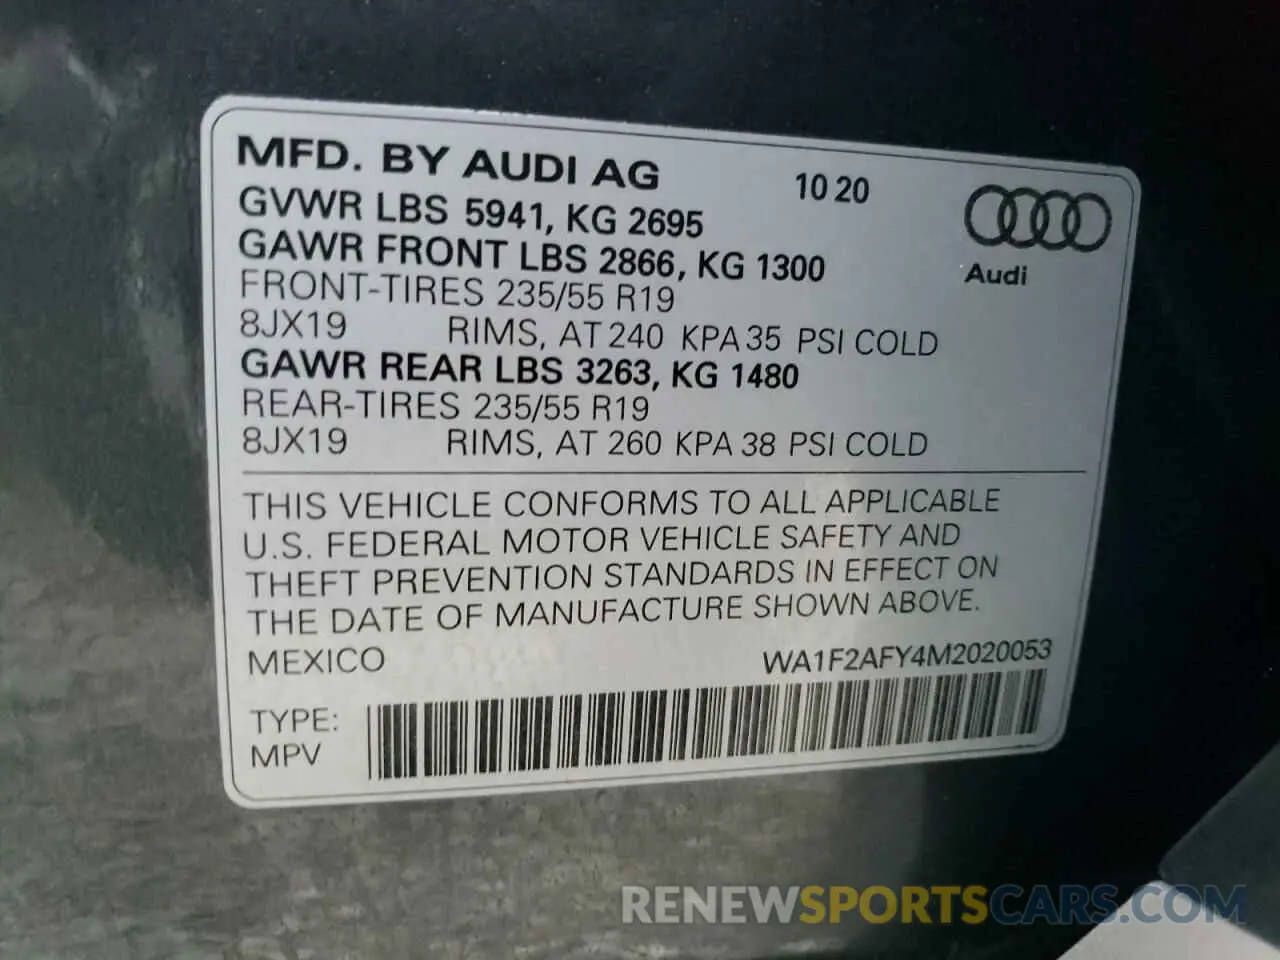 MFD. BY AUDI AG 10 20
GVWR LBS 5941, KG 2695
GAWR FRONT LBS 2866, KG 1300
Audi
FRONT-TIRES 235/55 R19
8JX19 RIMS, AT 240 KPA 35 PSI COLD
GAWR REAR LBS 3263, KG 1480
REAR-TIRES 235/55 R19
8JX19 RIMS, AT 260 KPA 38 PSI COLD
THIS VEHICLE CONFORMS TO ALL APPLICABLE
U.S. FEDERAL MOTOR VEHICLE SAFETY AND
THEFT PREVENTION STANDARDS IN EFFECT ON
THE DATE OF MANUFACTURE SHOWN ABOVE.
MEXICO WA1F2AFY4M2020053
TYPE:
MPV
RENEWSPORTSCARS.COM